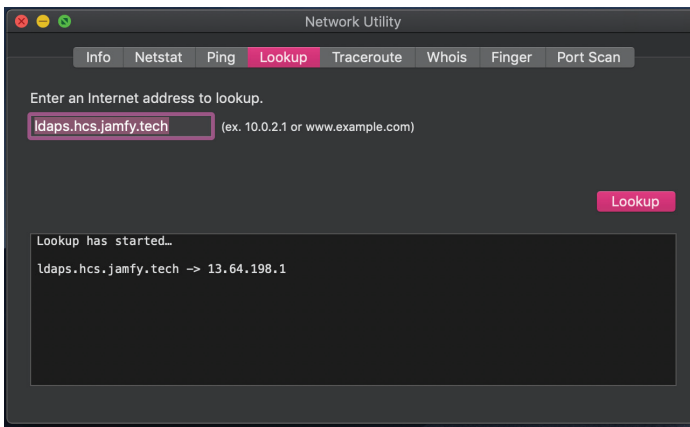 Network Utility
Info Netstat Ping Lookup Traceroute Whois Finger Port Scan
Enter an Internet address to lookup.
ldaps.hcs.jamfy.tech (ex. 10.0.2.1 or www.example.com)
Lookup
Lookup has started…
ldaps.hcs.jamfy.tech -> 13.64.198.1